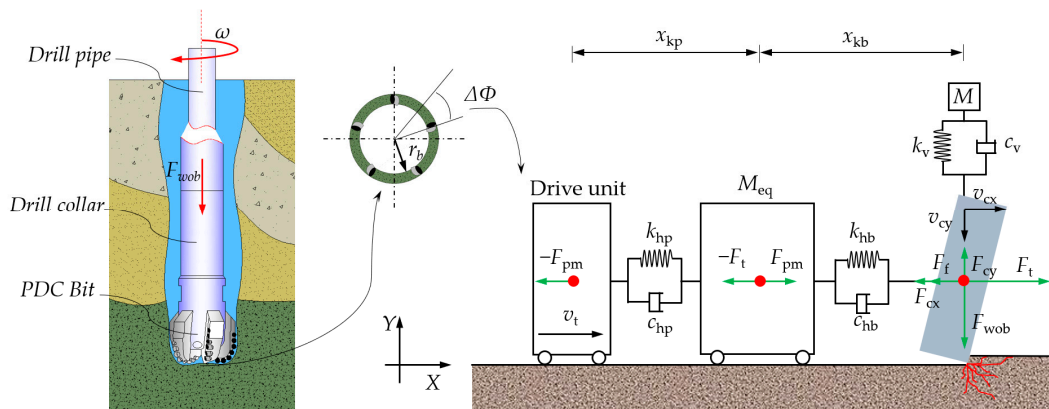 ω
Drill pipe
F_wob
Drill collar
PDC Bit
ΔΦ
r_b
Y
X
x_kp
x_kb
M
k_v
c_v
Drive unit
M_eq
v_cx
v_cy
k_hp
k_hb
−F_pm
−F_t
F_pm
F_f
F_cy
F_t
F_cx
v_t
c_hp
c_hb
F_wob